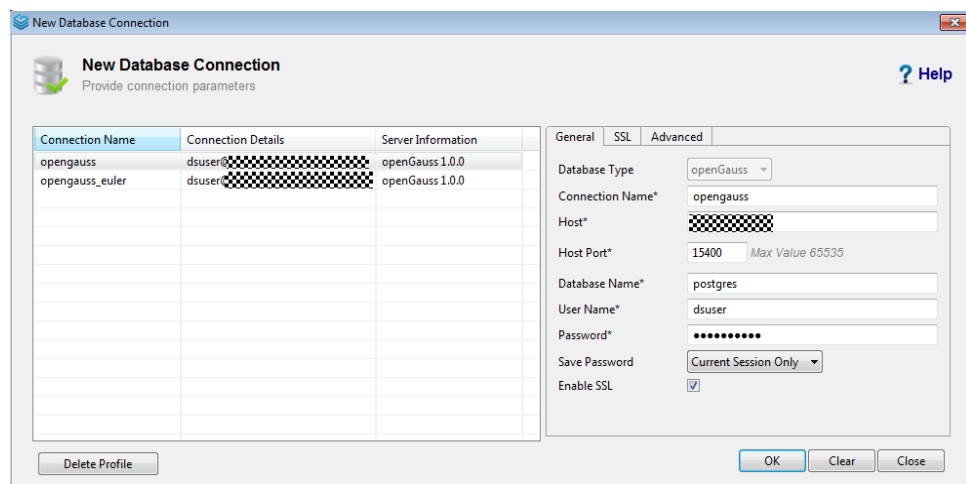 New Database Connection
New Database Connection
Provide connection parameters
? Help
Connection Name Connection Details Server Information
opengauss dsuser@ openGauss 1.0.0
opengauss_euler dsuser@ openGauss 1.0.0
General SSL Advanced
Database Type openGauss
Connection Name* opengauss
Host*
Host Port* 15400 Max Value 65535
Database Name* postgres
User Name* dsuser
Password* ●●●●●●●●●●
Save Password Current Session Only
Enable SSL
Delete Profile OK Clear Close